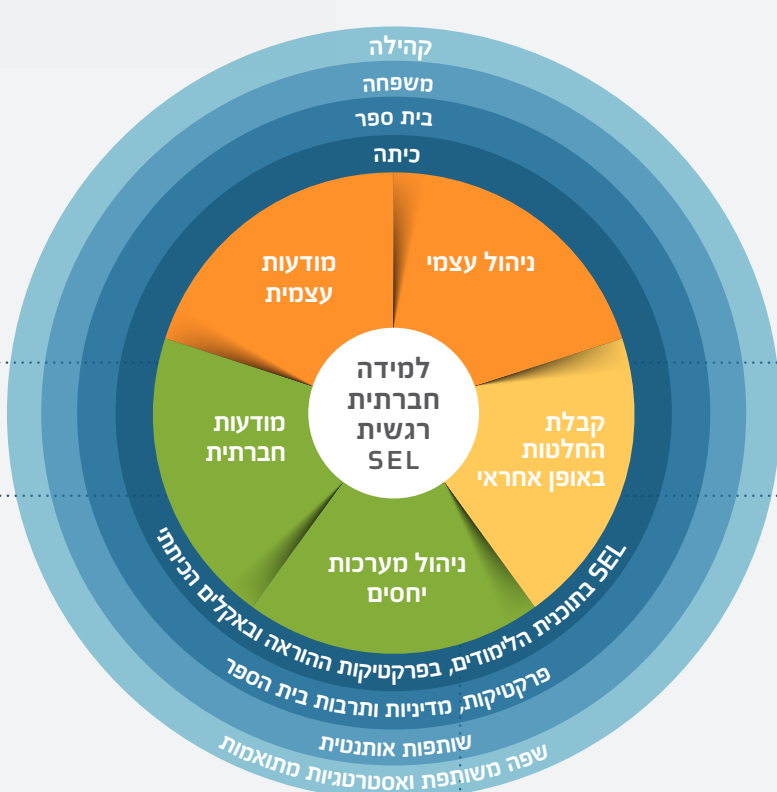 קהילה
משפחה
בית ספר
כיתה
ניהול עצמי
מודעות
עצמית
למידה
חברתית
רגשית
SEL
קבלת
החלטות
באופן אחראי
מודעות
חברתית
ניהול מערכות
יחסים
SEL בתוכנית הלימודים, בפרקטיקות ההוראה ובאקלים הכיתתי
פרקטיקות, מדיניות ותרבות בית הספר
שותפות אותנטית
שפה משותפת ואסטרטגיות מתואמות